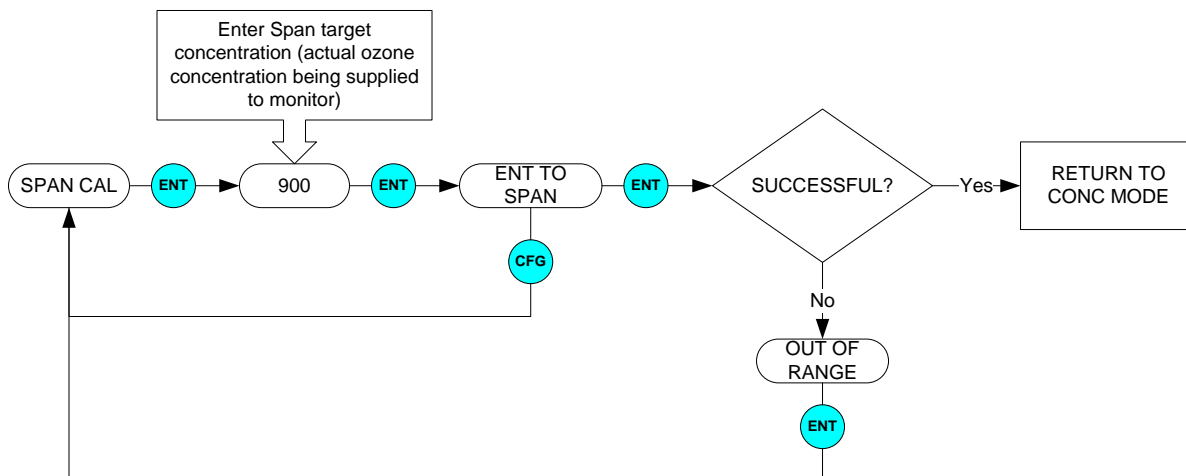 Enter Span target
concentration (actual ozone
concentration being supplied
to monitor)
SPAN CAL
ENT
900
ENT
ENT TO
SPAN
ENT
SUCCESSFUL?
Yes
RETURN TO
CONC MODE
CFG
No
OUT OF
RANGE
ENT